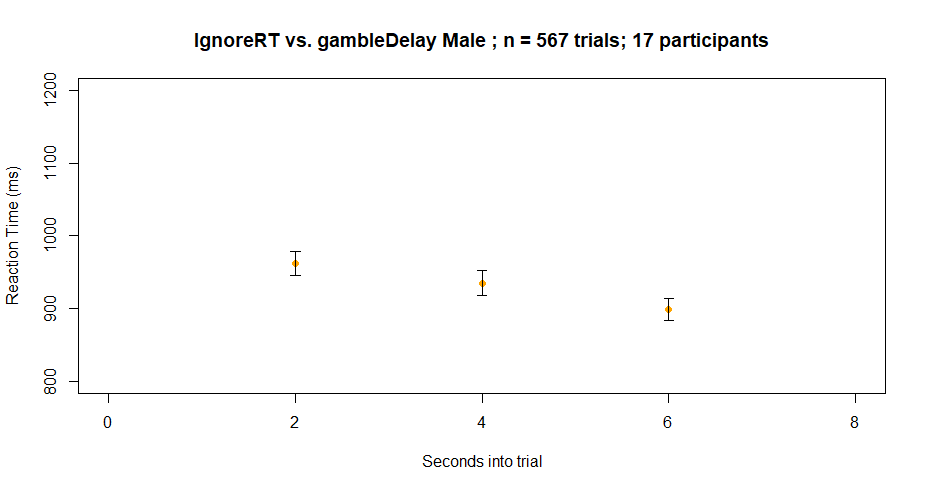 IgnoreRT vs. gambleDelay Male ; n = 567 trials; 17 participants
Reaction Time (ms)
1200
1100
1000
900
800
0 2 4 6 8
Seconds into trial